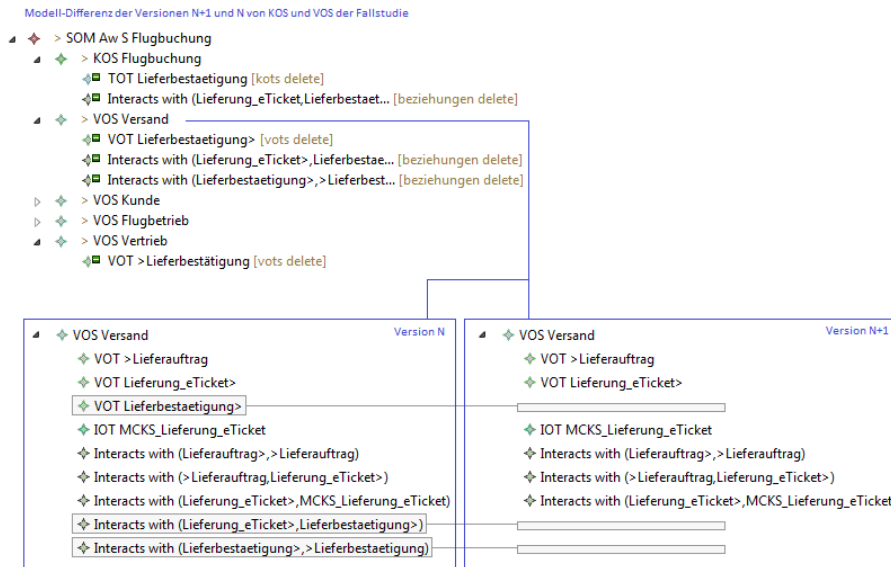 Modell-Differenz der Versionen N+1 und N von KOS und VOS der Fallstudie
> SOM Aw S Flugbuchung
> KOS Flugbuchung
TOT Lieferbestaetigung [kots delete]
Interacts with (Lieferung_eTicket,Lieferbestaet... [beziehungen delete]
> VOS Versand
VOT Lieferbestaetigung> [vots delete]
Interacts with (Lieferung_eTicket>,Lieferbestae... [beziehungen delete]
Interacts with (Lieferbestaetigung>,>Lieferbest... [beziehungen delete]
> VOS Kunde
> VOS Flugbetrieb
> VOS Vertrieb
VOT >Lieferbestätigung [vots delete]
VOS Versand Version N
VOT >Lieferauftrag
VOT Lieferung_eTicket>
VOT Lieferbestaetigung>
IOT MCKS_Lieferung_eTicket
Interacts with (Lieferauftrag>,>Lieferauftrag)
Interacts with (>Lieferauftrag,Lieferung_eTicket>)
Interacts with (Lieferung_eTicket>,MCKS_Lieferung_eTicket)
Interacts with (Lieferung_eTicket>,Lieferbestaetigung>)
Interacts with (Lieferbestaetigung>,>Lieferbestaetigung)
VOS Versand Version N+1
VOT >Lieferauftrag
VOT Lieferung_eTicket>
IOT MCKS_Lieferung_eTicket
Interacts with (Lieferauftrag>,>Lieferauftrag)
Interacts with (>Lieferauftrag,Lieferung_eTicket>)
Interacts with (Lieferung_eTicket>,MCKS_Lieferung_eTicket